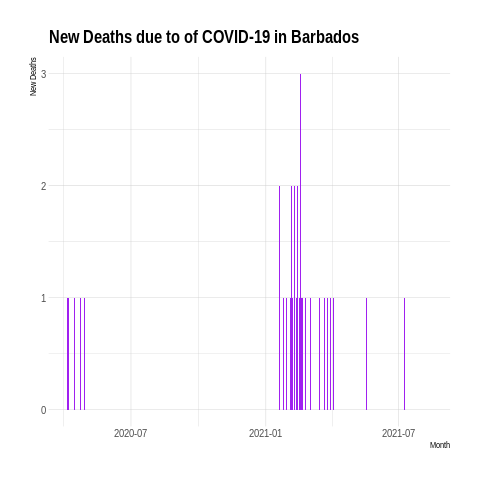 New Deaths due to of COVID-19 in Barbados
New Deaths
3
2
1
0
2020-07
2021-01
2021-07
Month